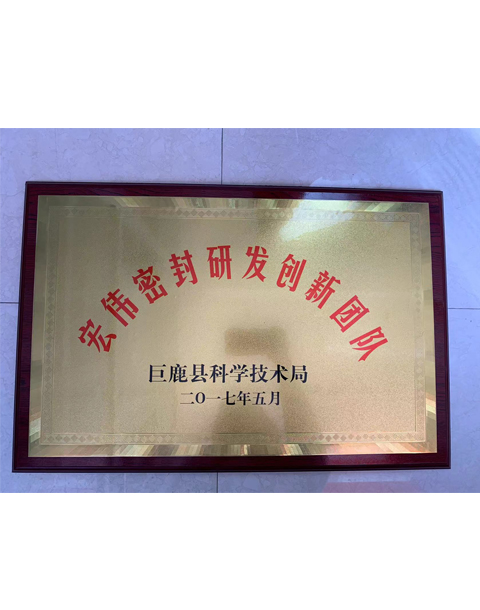 宏伟密封研发创新团队
巨鹿县科学技术局
二〇一七年五月